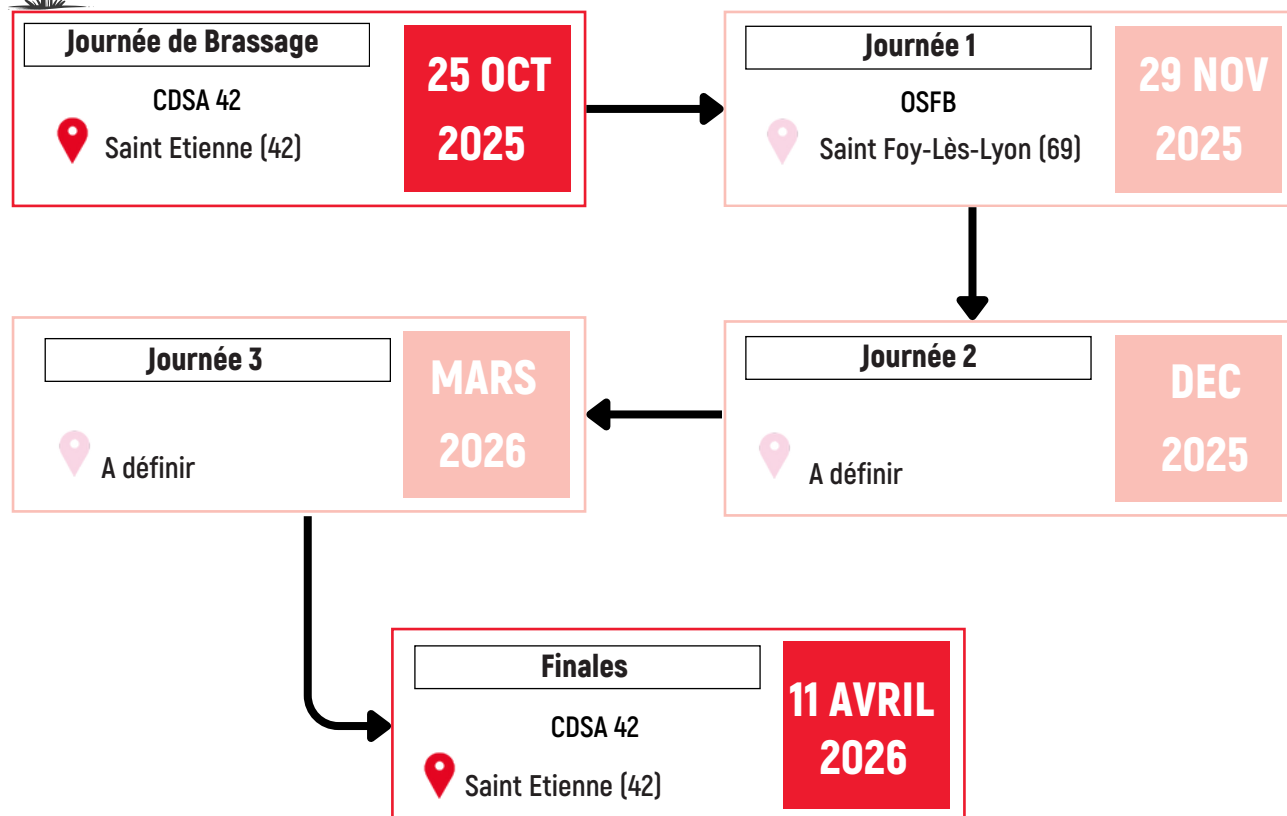 Journée de Brassage
CDSA 42
Saint Etienne (42)
25 OCT
2025
Journée 1
OSFB
Saint Foy-Lès-Lyon (69)
29 NOV
2025
Journée 2
A définir
DEC
2025
Journée 3
A définir
MARS
2026
Finales
CDSA 42
Saint Etienne (42)
11 AVRIL
2026